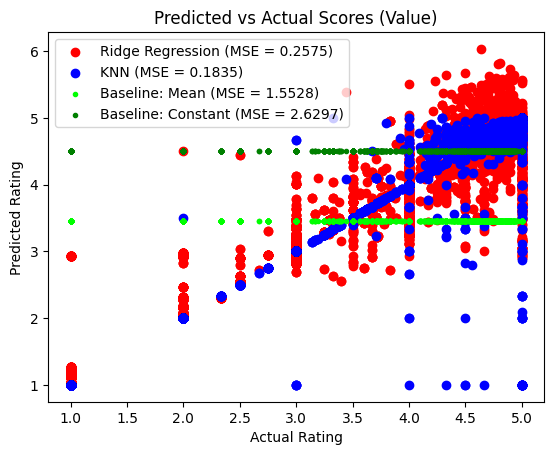 Predicted vs Actual Scores (Value)
Ridge Regression (MSE = 0.2575)
KNN (MSE = 0.1835)
Baseline: Mean (MSE = 1.5528)
Baseline: Constant (MSE = 2.6297)
Predicted Rating
6
5
4
3
2
1
1.0 1.5 2.0 2.5 3.0 3.5 4.0 4.5 5.0
Actual Rating